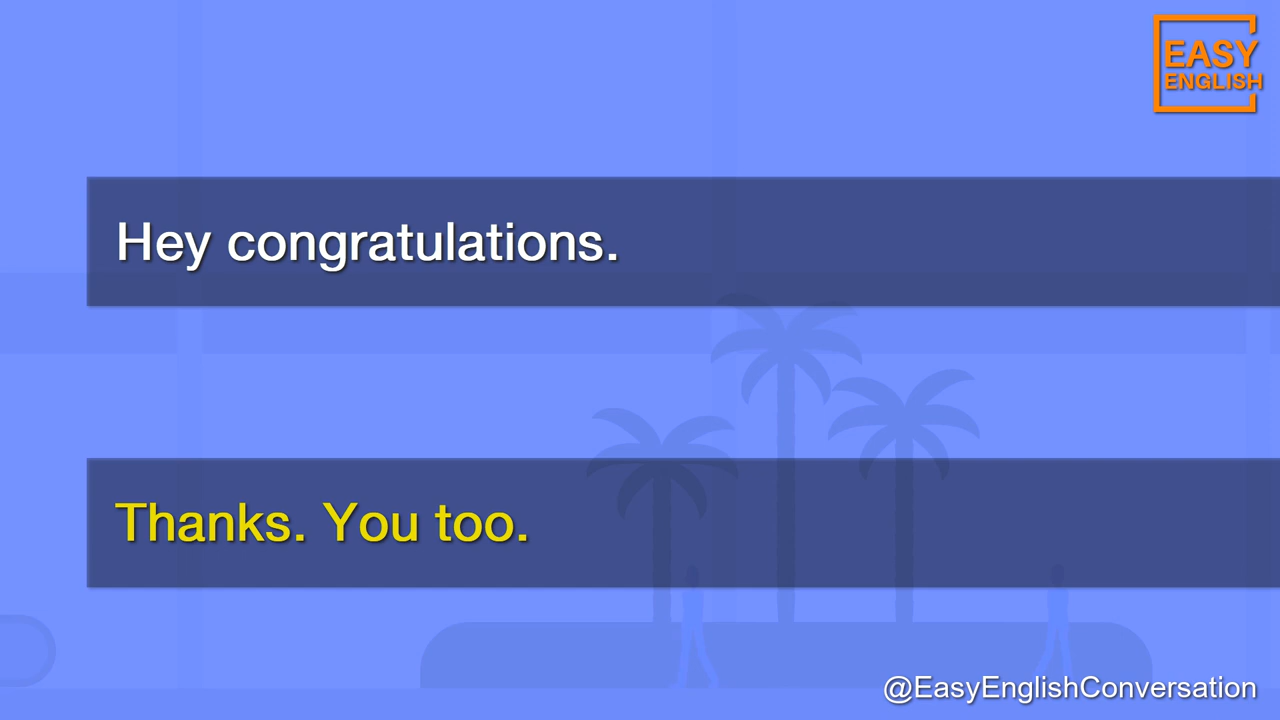 EASY
ENGLISH
Hey congratulations.
Thanks. You too.
@EasyEnglishConversation